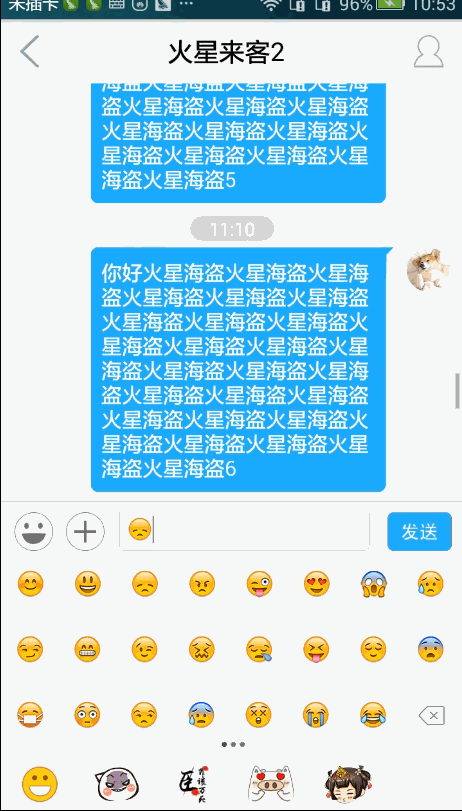 未插卡
96%
10:53
火星来客2
海盗火星海盗火星海盗火星
海盗火星海盗火星海盗火星
火星海盗火星海盗火星海盗
海盗火星海盗火星海盗火星
海盗火星海盗5
11:10
你好火星海盗火星海盗火星海
盗火星海盗火星海盗火星海盗
火星海盗火星海盗火星海盗火
星海盗火星海盗火星海盗火星
海盗火星海盗火星海盗火星海
盗火星海盗火星海盗火星海盗
火星海盗火星海盗火星海盗火
星海盗火星海盗火星海盗火星
海盗火星海盗6
发送